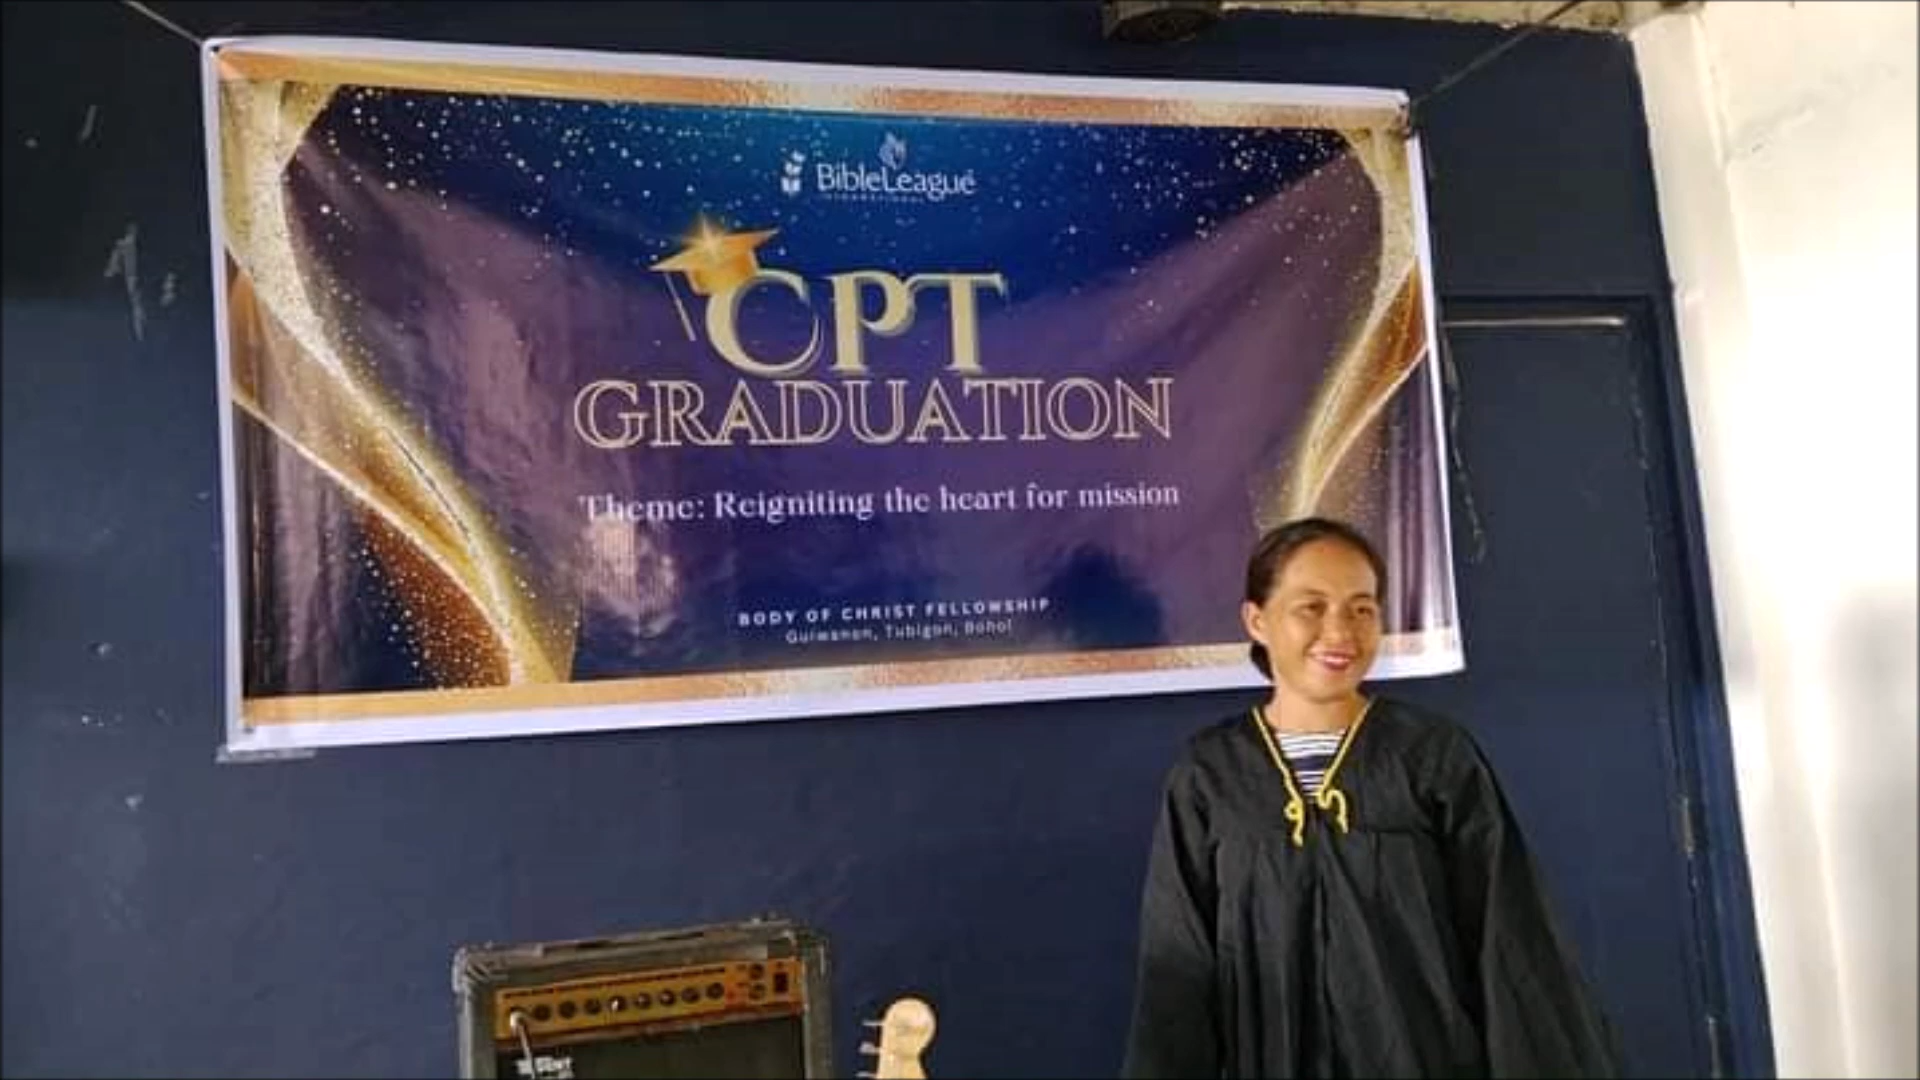 BibleLeague
INTERNATIONAL
CPT
GRADUATION
Theme: Reigniting the heart for mission
BODY OF CHRIST FELLOWSHIP
Guiwanon, Tubigon, Bohol